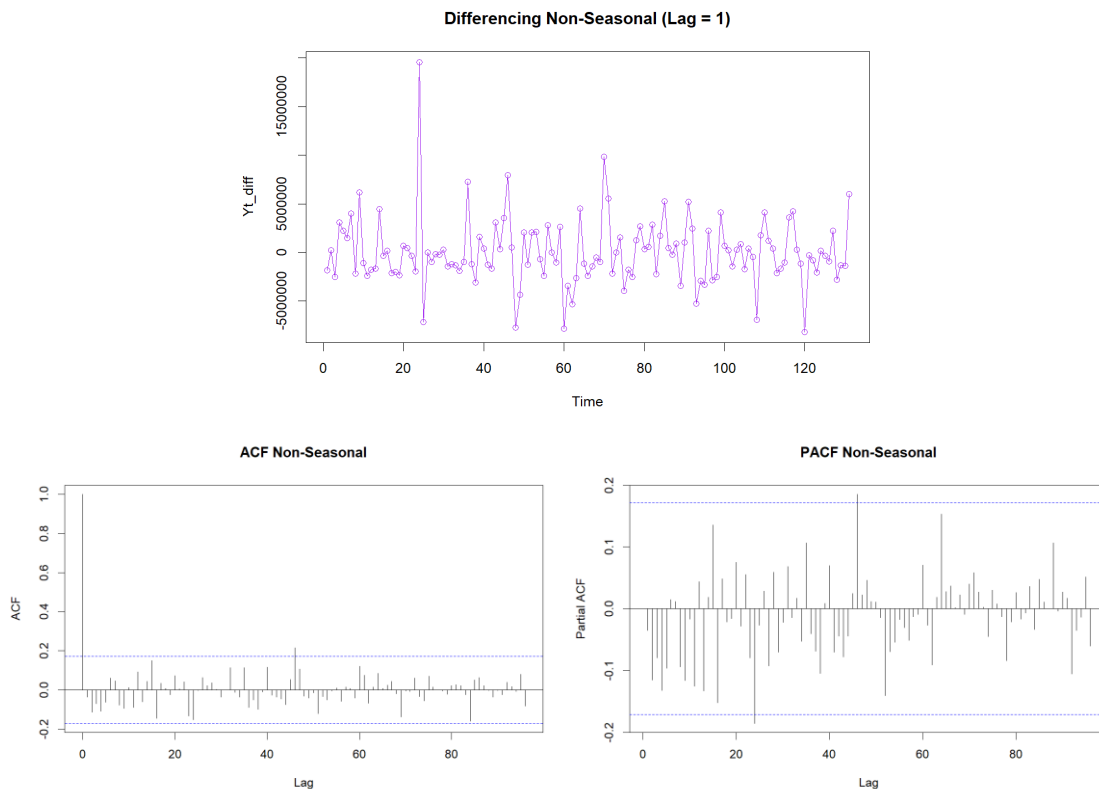 Differencing Non-Seasonal (Lag = 1)
Yt_diff
15000000
5000000
0
-5000000
0 20 40 60 80 100 120
Time
ACF Non-Seasonal
ACF
1.0
0.8
0.6
0.4
0.2
0.0
-0.2
0 20 40 60 80
Lag
PACF Non-Seasonal
Partial ACF
0.2
0.1
0.0
-0.1
-0.2
0 20 40 60 80
Lag